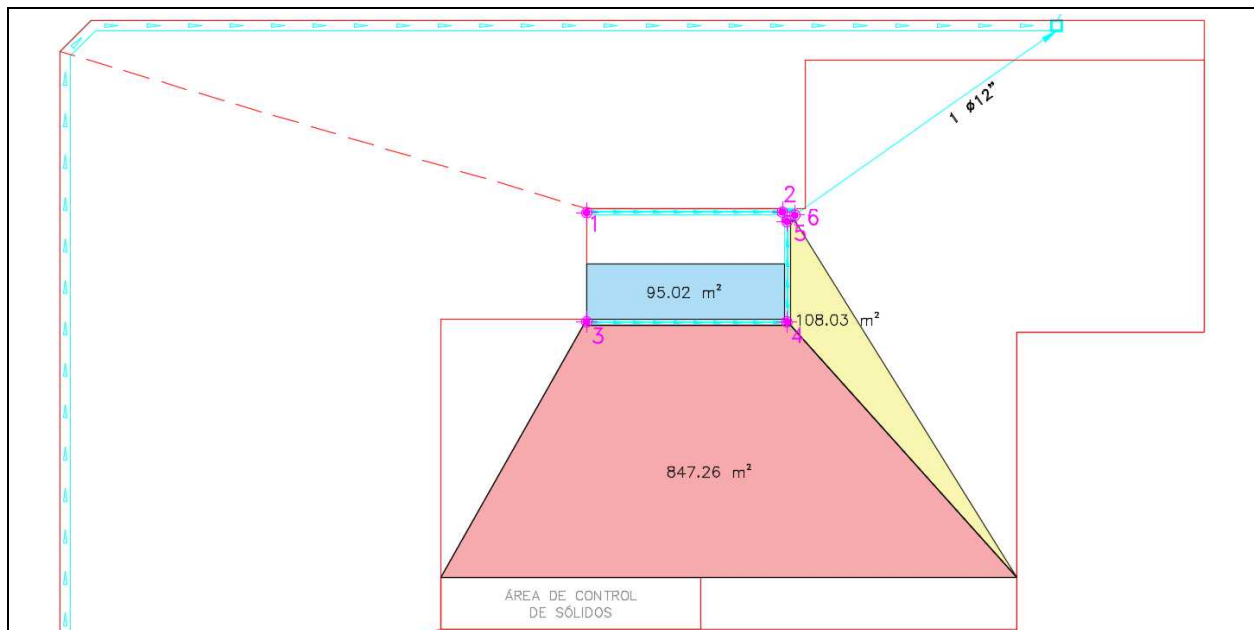 1 ø12"
1
2
6
5
95.02 m²
108.03 m²
3
4
847.26 m²
ÁREA DE CONTROL
DE SÓLIDOS